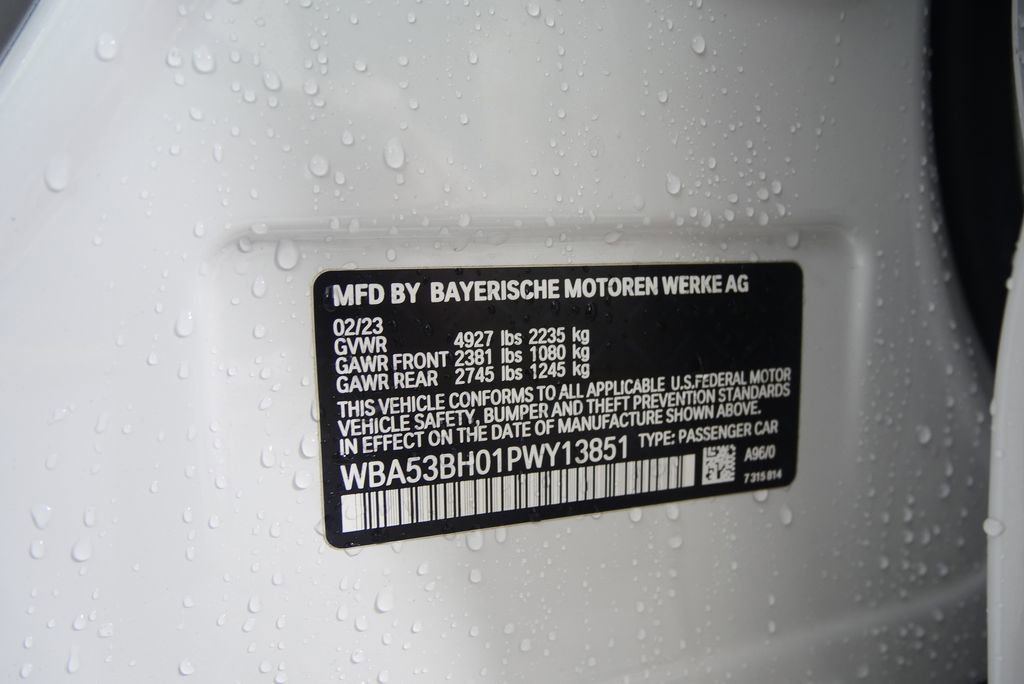 MFD BY BAYERISCHE MOTOREN WERKE AG
02/23
GVWR 4927 lbs 2235 kg
GAWR FRONT 2381 lbs 1080 kg
GAWR REAR 2745 lbs 1245 kg
THIS VEHICLE CONFORMS TO ALL APPLICABLE U.S.FEDERAL MOTOR
VEHICLE SAFETY, BUMPER AND THEFT PREVENTION STANDARDS
IN EFFECT ON THE DATE OF MANUFACTURE SHOWN ABOVE.
WBA53BH01PWY13851 TYPE: PASSENGER CAR
A96/0
7 315 814